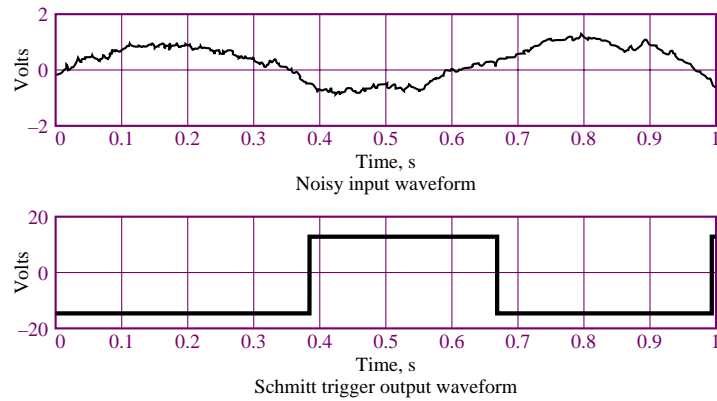 2
0
–2
Volts
0 0.1 0.2 0.3 0.4 0.5 0.6 0.7 0.8 0.9 1
Time, s
Noisy input waveform
20
0
–20
Volts
0 0.1 0.2 0.3 0.4 0.5 0.6 0.7 0.8 0.9 1
Time, s
Schmitt trigger output waveform